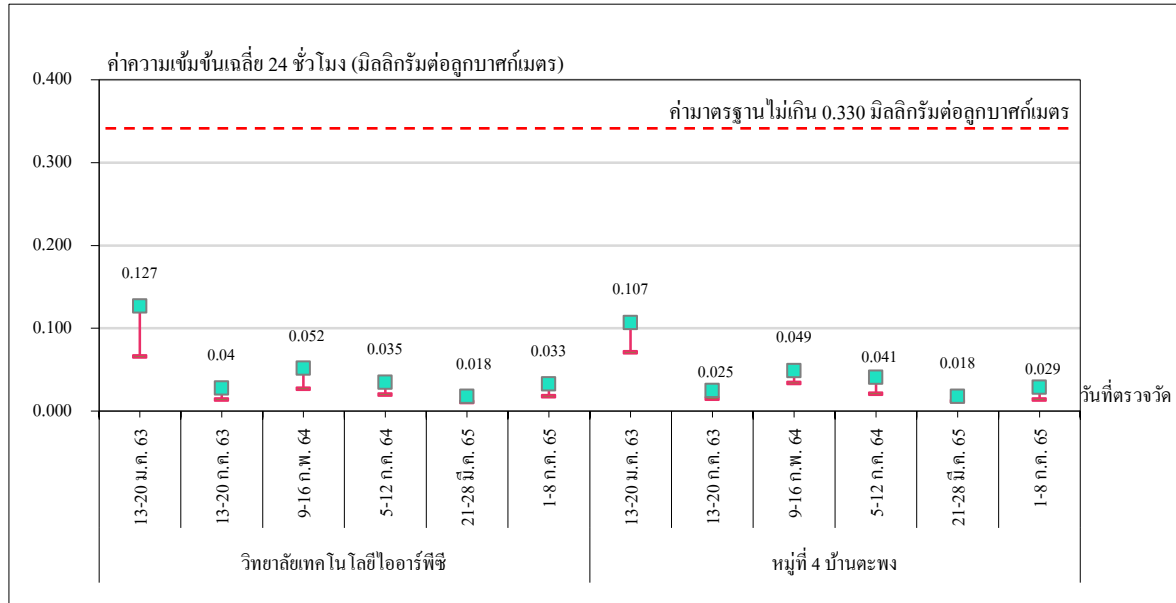 ค่าความเข้มข้นเฉลี่ย 24 ชั่วโมง (มิลลิกรัมต่อลูกบาศก์เมตร)
0.400
ค่ามาตรฐานไม่เกิน 0.330 มิลลิกรัมต่อลูกบาศก์เมตร
0.300
0.200
0.127
0.107
0.100
0.04
0.052
0.035
0.018
0.033
0.025
0.049
0.041
0.018
0.029
0.000
วันที่ตรวจวัด
13-20 ม.ค. 63
13-20 ก.ค. 63
9-16 ก.พ. 64
5-12 ก.ค. 64
21-28 มี.ค. 65
1-8 ก.ค. 65
13-20 ม.ค. 63
13-20 ก.ค. 63
9-16 ก.พ. 64
5-12 ก.ค. 64
21-28 มี.ค. 65
1-8 ก.ค. 65
วิทยาลัยเทคโนโลยีไออาร์พีซี
หมู่ที่ 4 บ้านตะพง